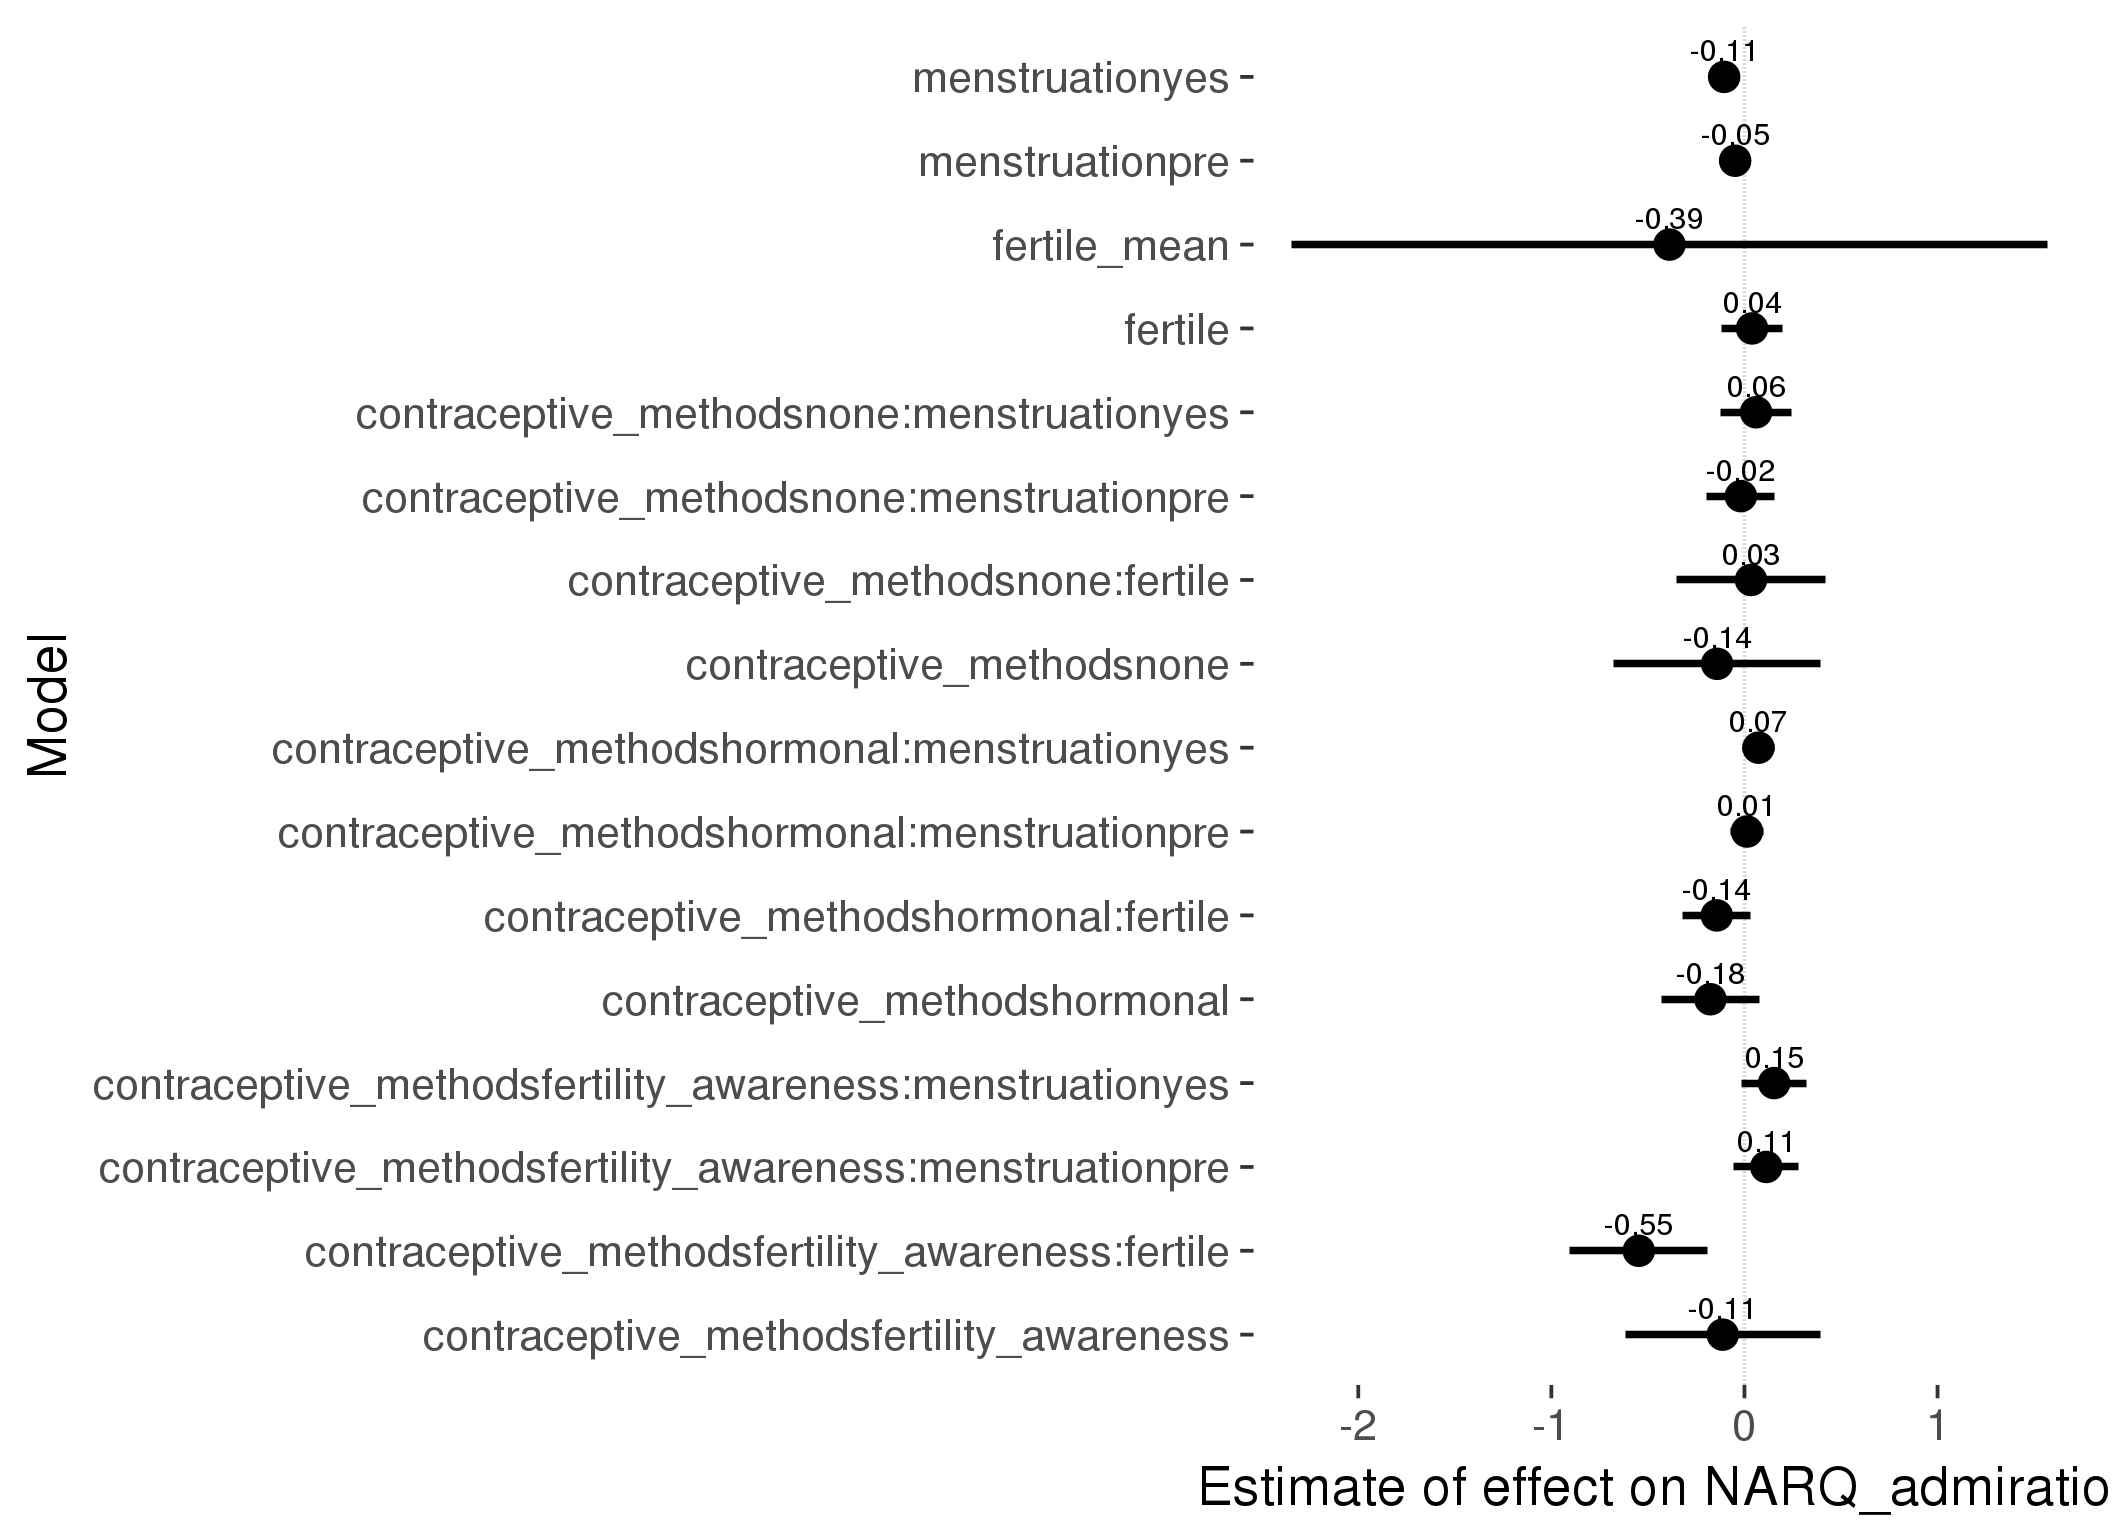 menstruationyes
-0.11
menstruationpre
-0.05
fertile_mean
-0.39
fertile
0.04
contraceptive_methodsnone:menstruationyes
0.06
contraceptive_methodsnone:menstruationpre
-0.02
contraceptive_methodsnone:fertile
0.03
contraceptive_methodsnone
-0.14
contraceptive_methodshormonal:menstruationyes
0.07
contraceptive_methodshormonal:menstruationpre
0.01
contraceptive_methodshormonal:fertile
-0.14
contraceptive_methodshormonal
-0.18
contraceptive_methodsfertility_awareness:menstruationyes
0.15
contraceptive_methodsfertility_awareness:menstruationpre
0.11
contraceptive_methodsfertility_awareness:fertile
-0.55
contraceptive_methodsfertility_awareness
-0.11
Model
-2 -1 0 1
Estimate of effect on NARQ_admiratio